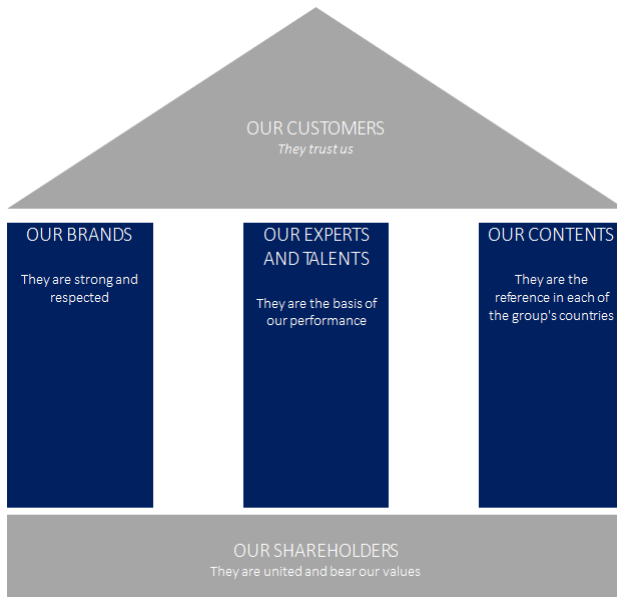 OUR CUSTOMERS
They trust us
OUR BRANDS
They are strong and
respected
OUR EXPERTS
AND TALENTS
They are the basis of
our performance
OUR CONTENTS
They are the
reference in each of
the group's countries
OUR SHAREHOLDERS
They are united and bear our values